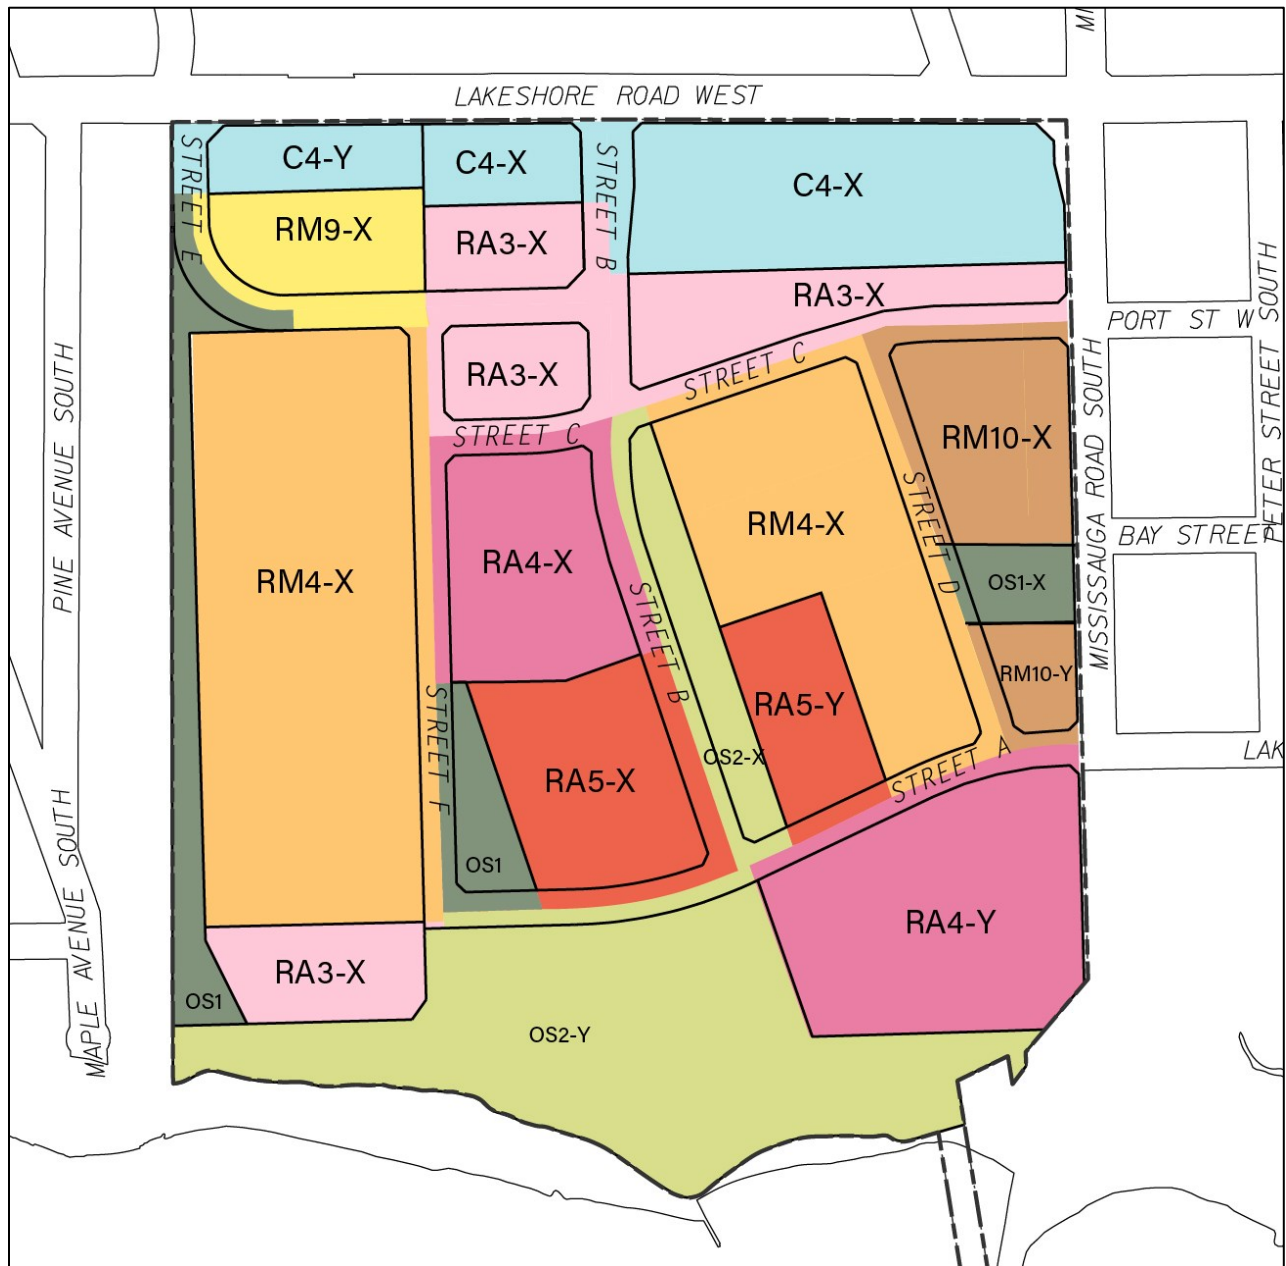 MI
LAKESHORE ROAD WEST
STREET E
C4-Y
C4-X
STREET B
C4-X
RM9-X
RA3-X
RA3-X
PORT ST W
PETER STREET SOUTH
RA3-X
STREET C
STREET C
PINE AVENUE SOUTH
MISSISSAUGA ROAD SOUTH
RM10-X
RM4-X
STREET D
BAY STREET
RA4-X
RM4-X
OS1-X
STREET B
RM10-Y
RA5-Y
STREET F
OS2-X
STREET A
LAK
RA5-X
OS1
MAPLE AVENUE SOUTH
RA4-Y
RA3-X
OS1
OS2-Y